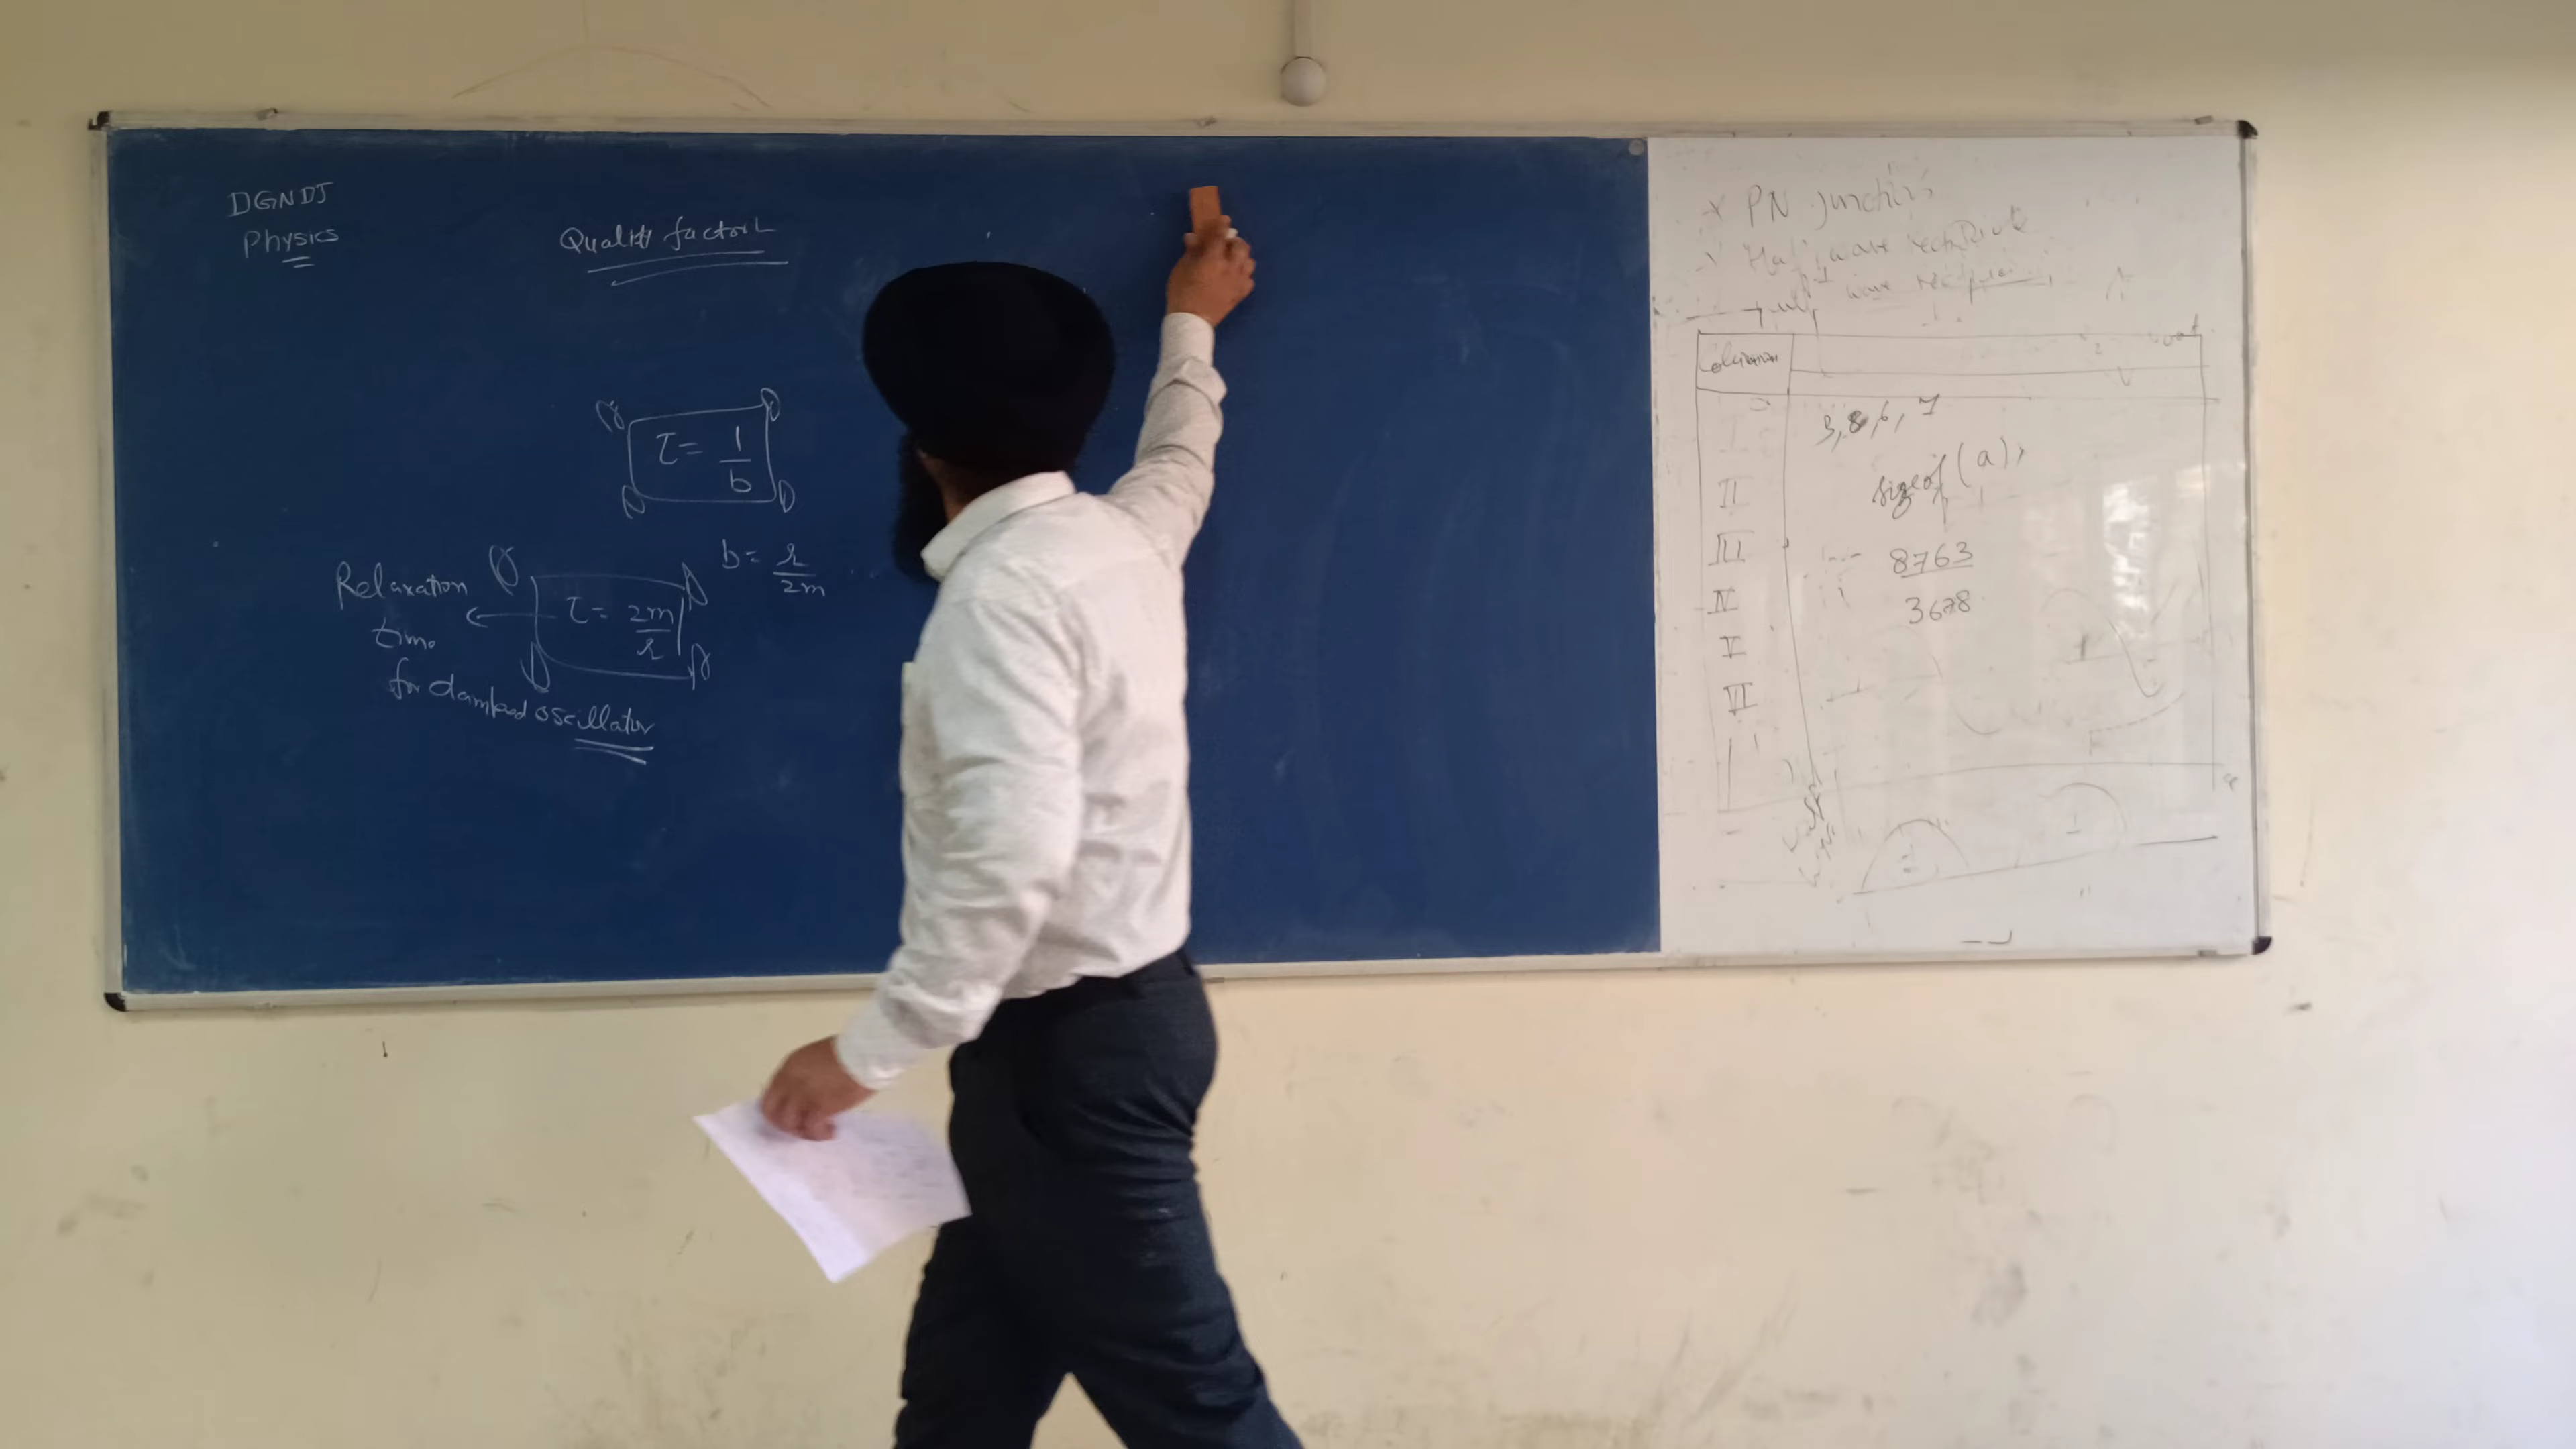 DGNDJ
Physics
Quality factor
τ = 1/b
b = r/2m
Relaxation
time
for damped oscillator
τ = 2m/r
PN junction
Half wave rectifier
wave
3, 8, 6, 7
sizeof(a),
II
III
8763
IV
3678
V
VI